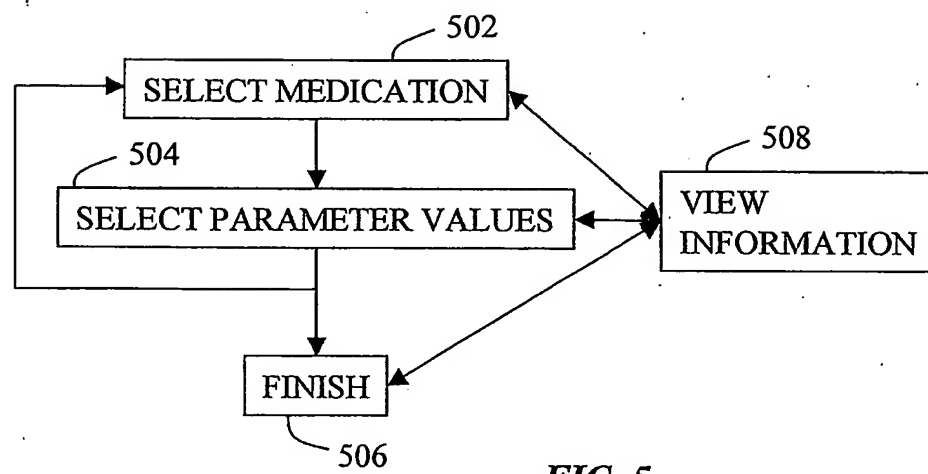 502
SELECT MEDICATION
504
508
SELECT PARAMETER VALUES
VIEW
INFORMATION
FINISH
506
FIG. 5